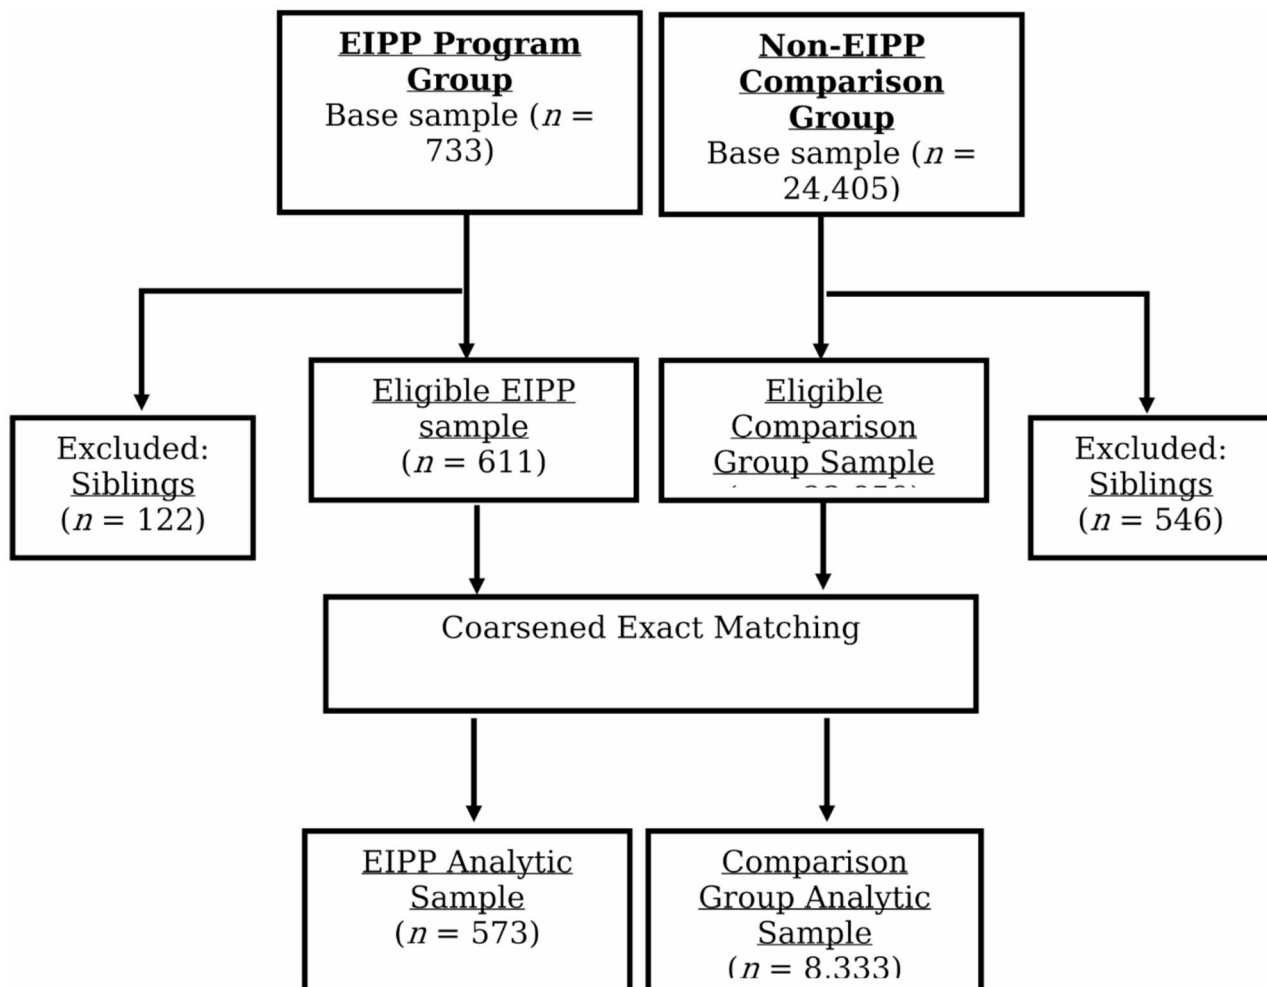 EIPP Program
Group
Base sample (n =
733)
Non-EIPP
Comparison
Group
Base sample (n =
24,405)
Excluded:
Siblings
(n = 122)
Eligible EIPP
sample
(n = 611)
Eligible
Comparison
Group Sample
Excluded:
Siblings
(n = 546)
Coarsened Exact Matching
EIPP Analytic
Sample
(n = 573)
Comparison
Group Analytic
Sample
(n = 8,333)